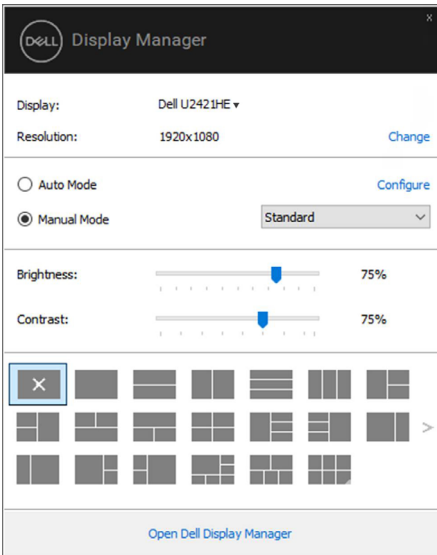 x
DELL Display Manager
Display: Dell U2421HE ▾
Resolution: 1920x1080 Change
Auto Mode Configure
Manual Mode Standard
Brightness: 75%
Contrast: 75%
Open Dell Display Manager